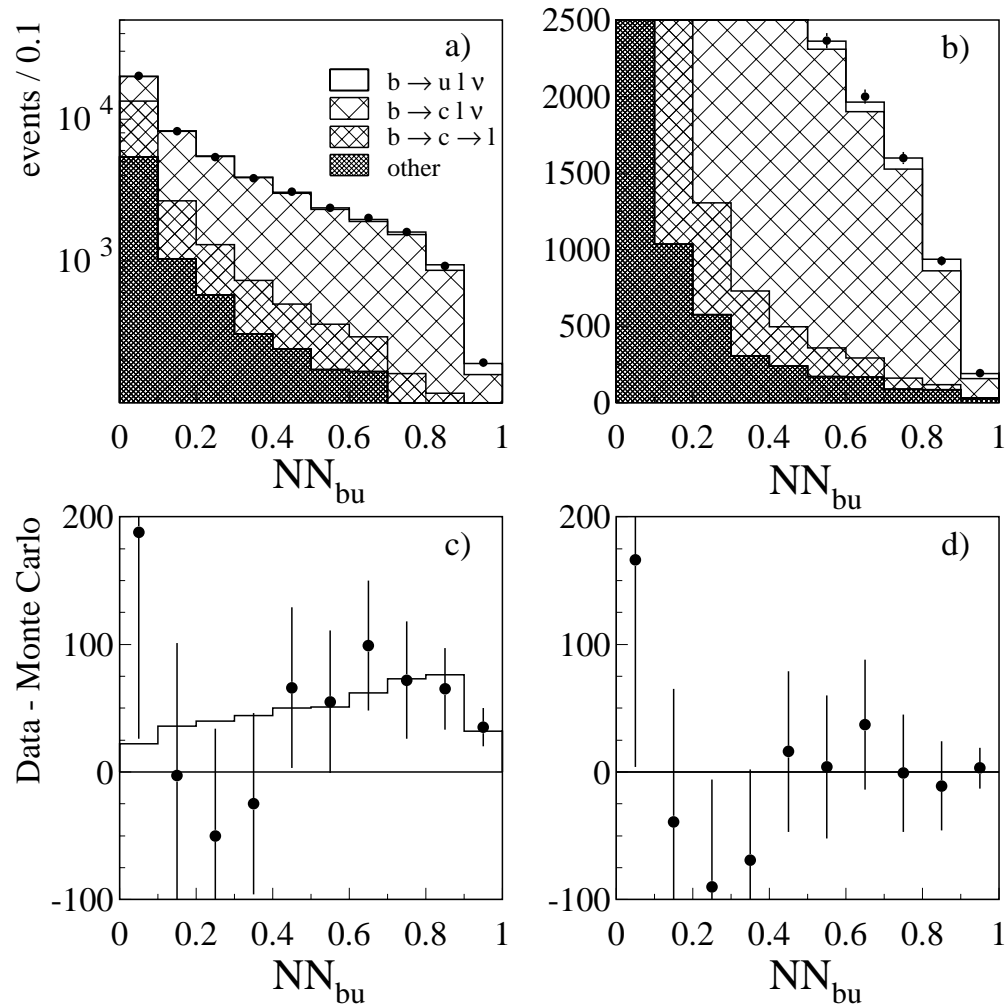 a)
events / 0.1
10^4
10^3
b → u l ν
b → c l ν
b → c → l
other
0 0.2 0.4 0.6 0.8 1
NN_bu
b)
2500
2000
1500
1000
500
0
0 0.2 0.4 0.6 0.8 1
NN_bu
c)
Data - Monte Carlo
200
100
0
-100
0 0.2 0.4 0.6 0.8 1
NN_bu
d)
200
100
0
-100
0 0.2 0.4 0.6 0.8 1
NN_bu